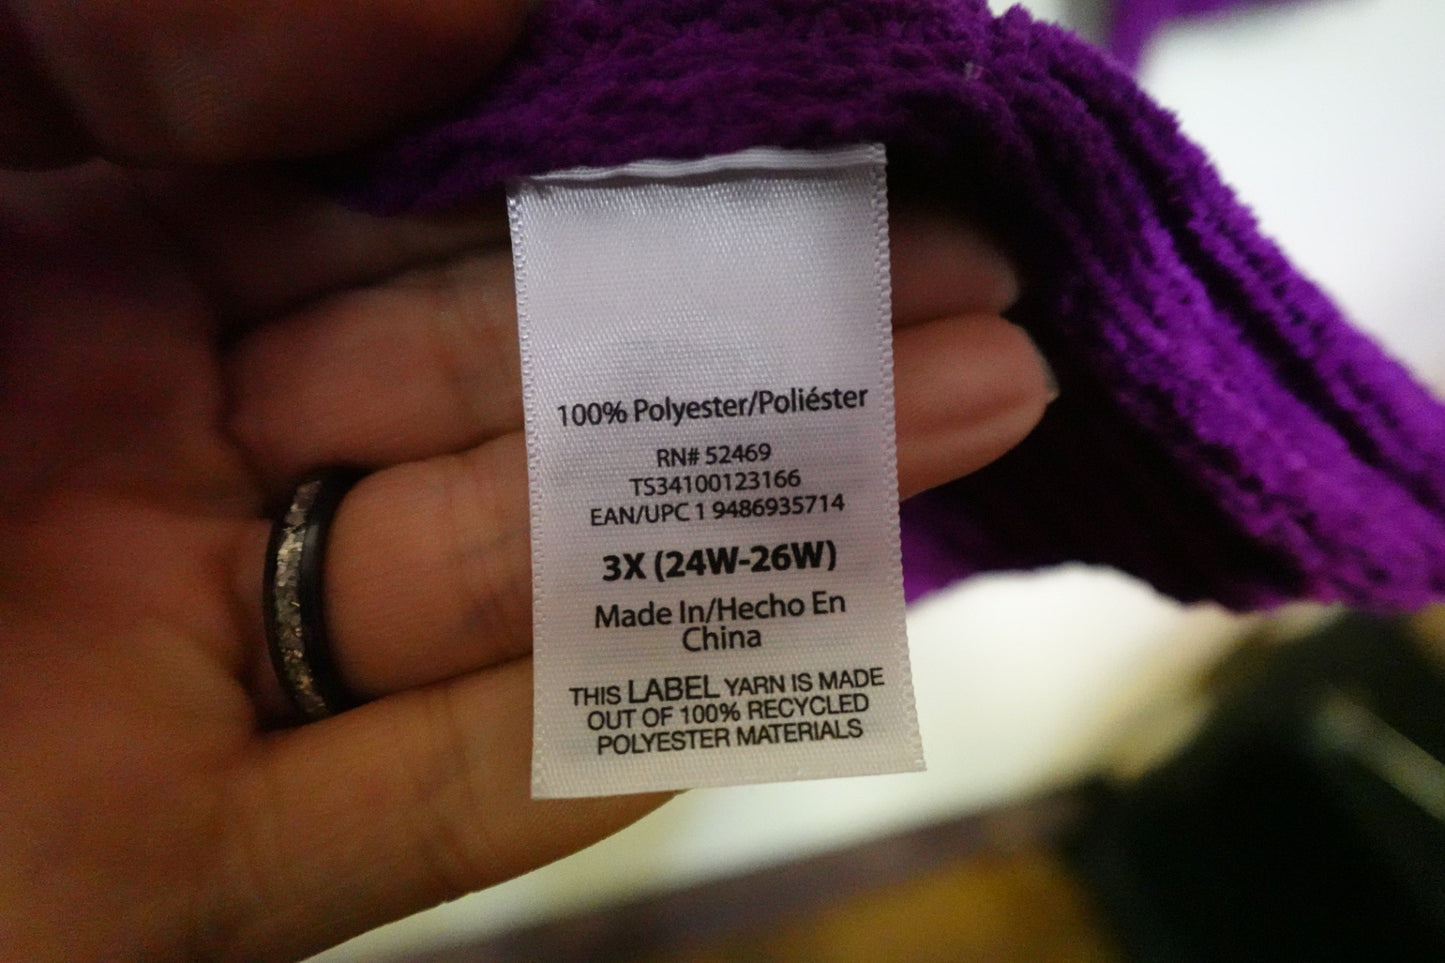 100% Polyester/Poliéster
RN# 52469
TS34100123166
EAN/UPC 1 9486935714
3X (24W-26W)
Made In/Hecho En
China
THIS LABEL YARN IS MADE
OUT OF 100% RECYCLED
POLYESTER MATERIALS